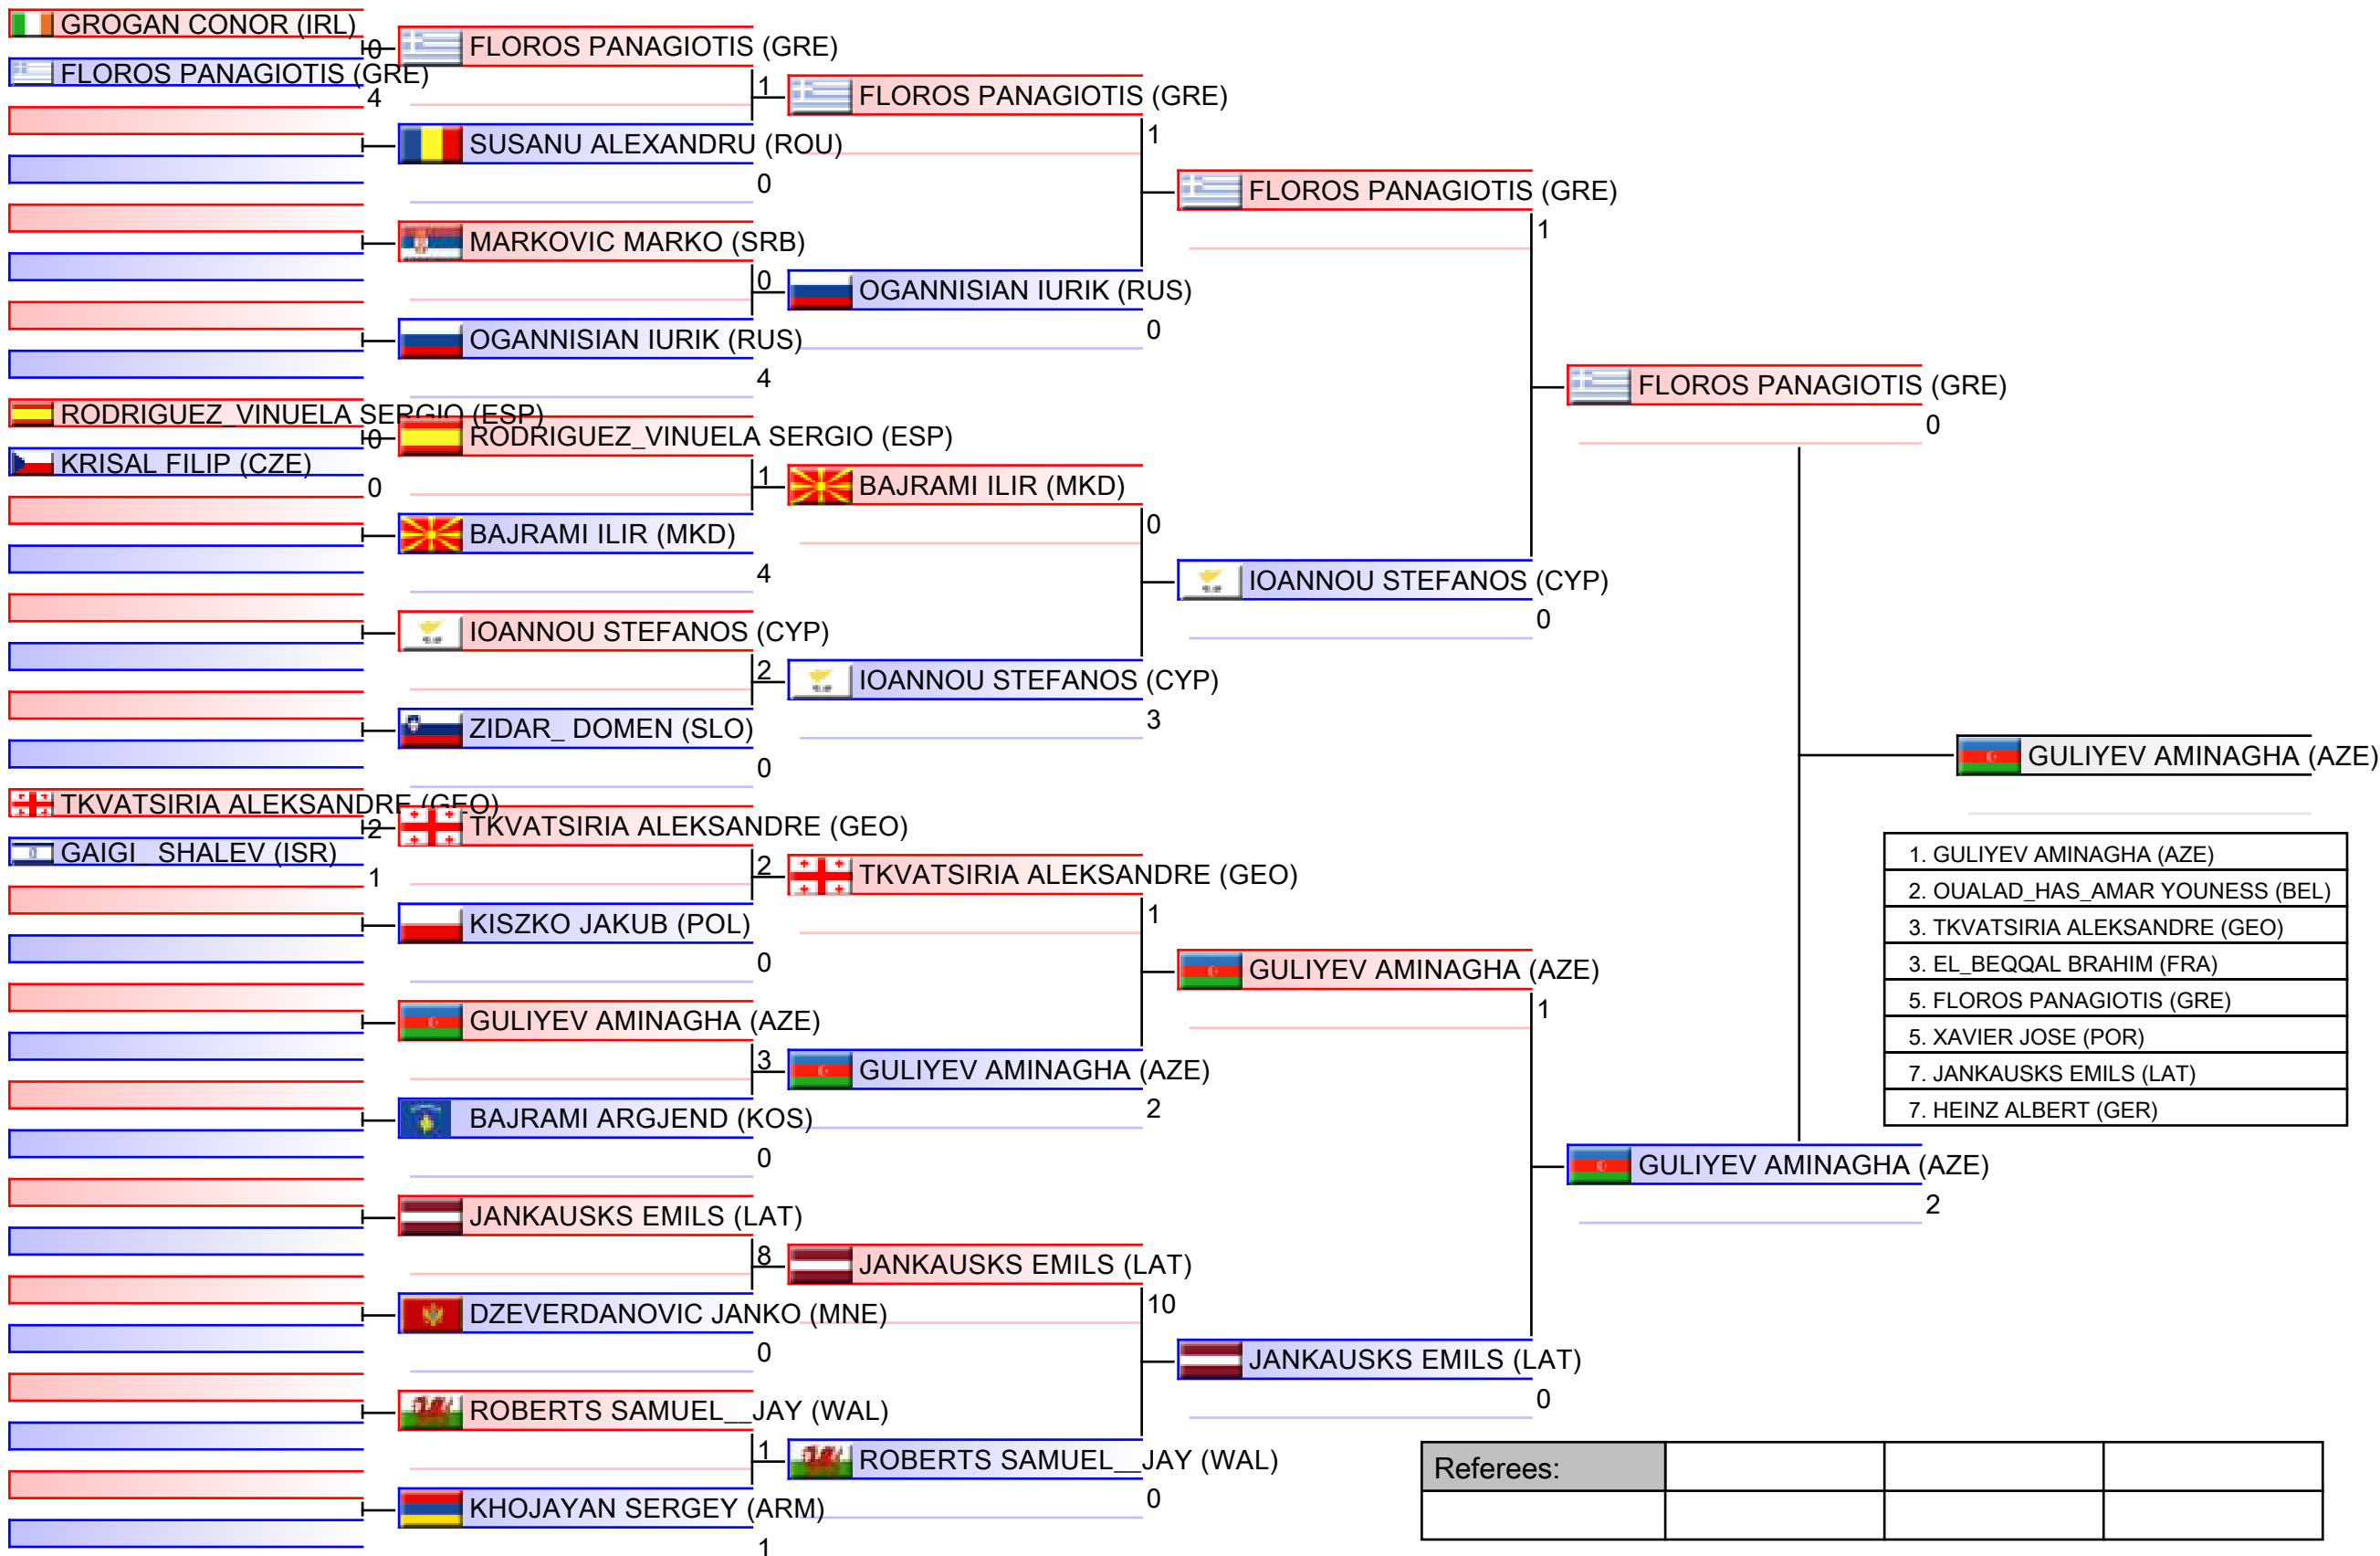 GROGAN CONOR (IRL)
0
FLOROS PANAGIOTIS (GRE)
4
RODRIGUEZ_VINUELA SERGIO (ESP)
0
KRISAL FILIP (CZE)
0
TKVATSIRIA ALEKSANDRE (GEO)
2
GAIGI_ SHALEV (ISR)
1
FLOROS PANAGIOTIS (GRE)
1
SUSANU ALEXANDRU (ROU)
0
MARKOVIC MARKO (SRB)
0
OGANNISIAN IURIK (RUS)
4
RODRIGUEZ_VINUELA SERGIO (ESP)
1
BAJRAMI ILIR (MKD)
4
IOANNOU STEFANOS (CYP)
2
ZIDAR_ DOMEN (SLO)
0
TKVATSIRIA ALEKSANDRE (GEO)
2
KISZKO JAKUB (POL)
0
GULIYEV AMINAGHA (AZE)
3
BAJRAMI ARGJEND (KOS)
0
JANKAUSKS EMILS (LAT)
8
DZEVERDANOVIC JANKO (MNE)
0
ROBERTS SAMUEL__JAY (WAL)
1
KHOJAYAN SERGEY (ARM)
1
FLOROS PANAGIOTIS (GRE)
1
OGANNISIAN IURIK (RUS)
0
BAJRAMI ILIR (MKD)
0
IOANNOU STEFANOS (CYP)
3
TKVATSIRIA ALEKSANDRE (GEO)
1
GULIYEV AMINAGHA (AZE)
2
JANKAUSKS EMILS (LAT)
10
ROBERTS SAMUEL__JAY (WAL)
0
FLOROS PANAGIOTIS (GRE)
1
IOANNOU STEFANOS (CYP)
0
GULIYEV AMINAGHA (AZE)
1
JANKAUSKS EMILS (LAT)
0
FLOROS PANAGIOTIS (GRE)
0
GULIYEV AMINAGHA (AZE)
2
GULIYEV AMINAGHA (AZE)
1. GULIYEV AMINAGHA (AZE)
2. OUALAD_HAS_AMAR YOUNESS (BEL)
3. TKVATSIRIA ALEKSANDRE (GEO)
3. EL_BEQQAL BRAHIM (FRA)
5. FLOROS PANAGIOTIS (GRE)
5. XAVIER JOSE (POR)
7. JANKAUSKS EMILS (LAT)
7. HEINZ ALBERT (GER)
Referees: